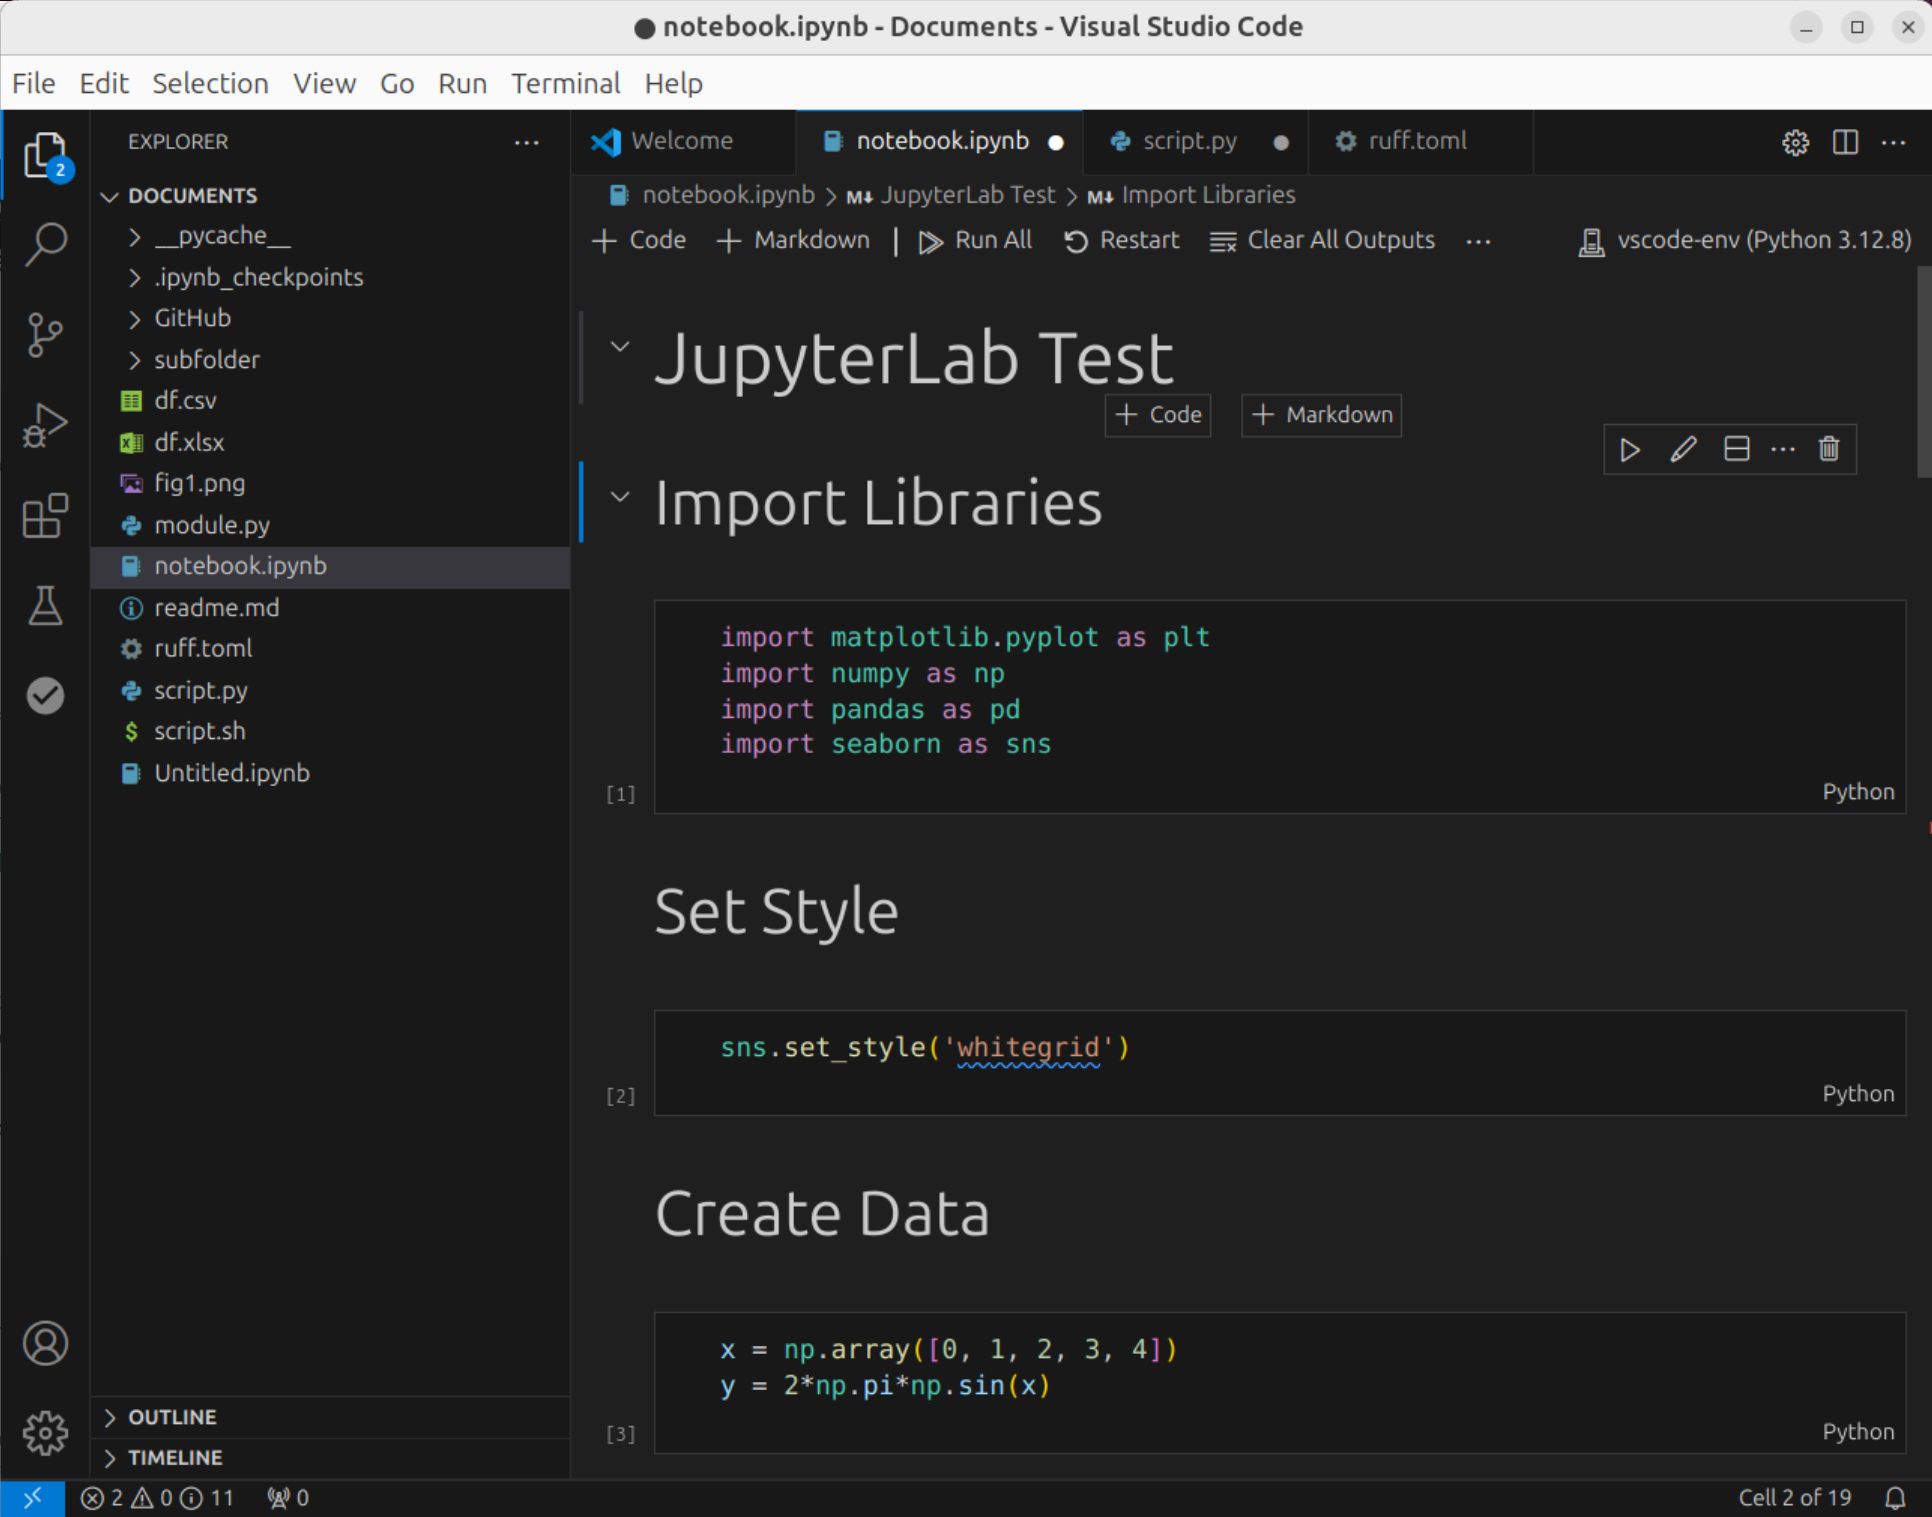 notebook.ipynb - Documents - Visual Studio Code
File Edit Selection View Go Run Terminal Help
2
EXPLORER
DOCUMENTS
__pycache__
.ipynb_checkpoints
GitHub
subfolder
df.csv
df.xlsx
fig1.png
module.py
notebook.ipynb
readme.md
ruff.toml
script.py
script.sh
Untitled.ipynb
OUTLINE
TIMELINE
Welcome notebook.ipynb script.py ruff.toml
notebook.ipynb > M↓ JupyterLab Test > M↓ Import Libraries
+ Code + Markdown | Run All Restart Clear All Outputs ... vscode-env (Python 3.12.8)
JupyterLab Test
+ Code + Markdown
Import Libraries
import matplotlib.pyplot as plt
import numpy as np
import pandas as pd
import seaborn as sns
[1] Python
Set Style
sns.set_style('whitegrid')
[2] Python
Create Data
x = np.array([0, 1, 2, 3, 4])
y = 2*np.pi*np.sin(x)
[3] Python
2 0 11 0 Cell 2 of 19